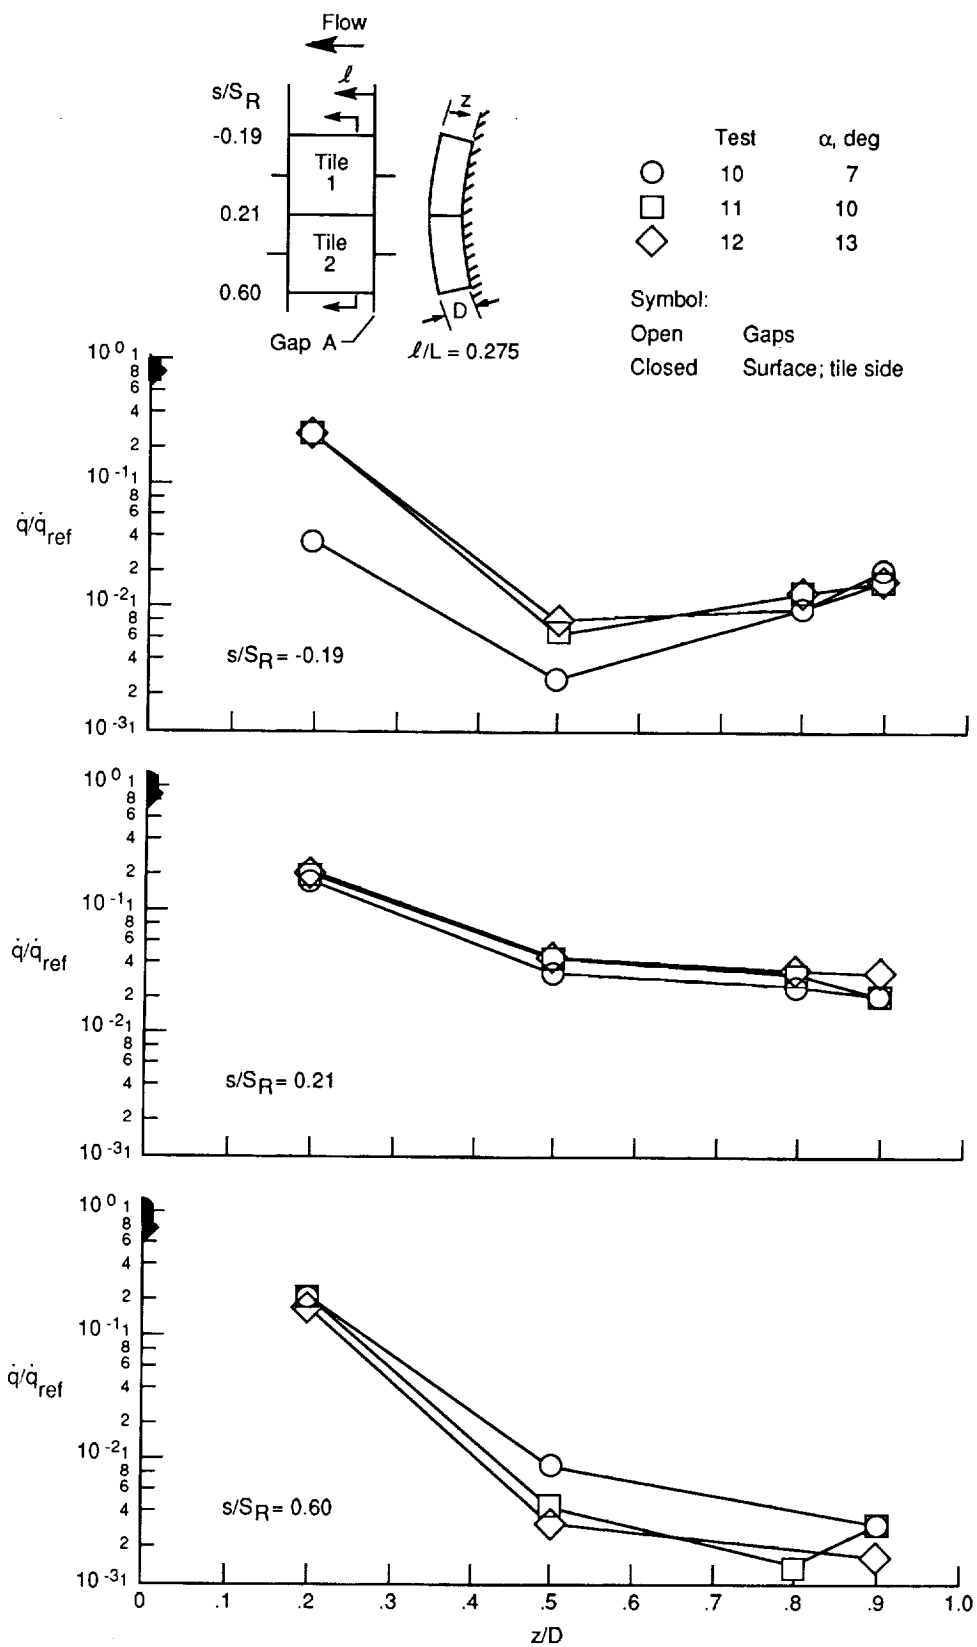 Flow
ℓ
s/S_R
z
-0.19
Tile 1
0.21
Tile 2
0.60
D
Gap A
ℓ/L = 0.275
Test α, deg
10 7
11 10
12 13
Symbol:
Open Gaps
Closed Surface; tile side
10^0 1
8
6
4
2
10^-1 1
8
6
4
2
10^-2 1
8
6
4
2
10^-3 1
q̇/q̇_ref
s/S_R = -0.19
10^0 1
8
6
4
2
10^-1 1
8
6
4
2
10^-2 1
8
6
4
2
10^-3 1
q̇/q̇_ref
s/S_R = 0.21
10^0 1
8
6
4
2
10^-1 1
8
6
4
2
10^-2 1
8
6
4
2
10^-3 1
q̇/q̇_ref
s/S_R = 0.60
0 .1 .2 .3 .4 .5 .6 .7 .8 .9 1.0
z/D